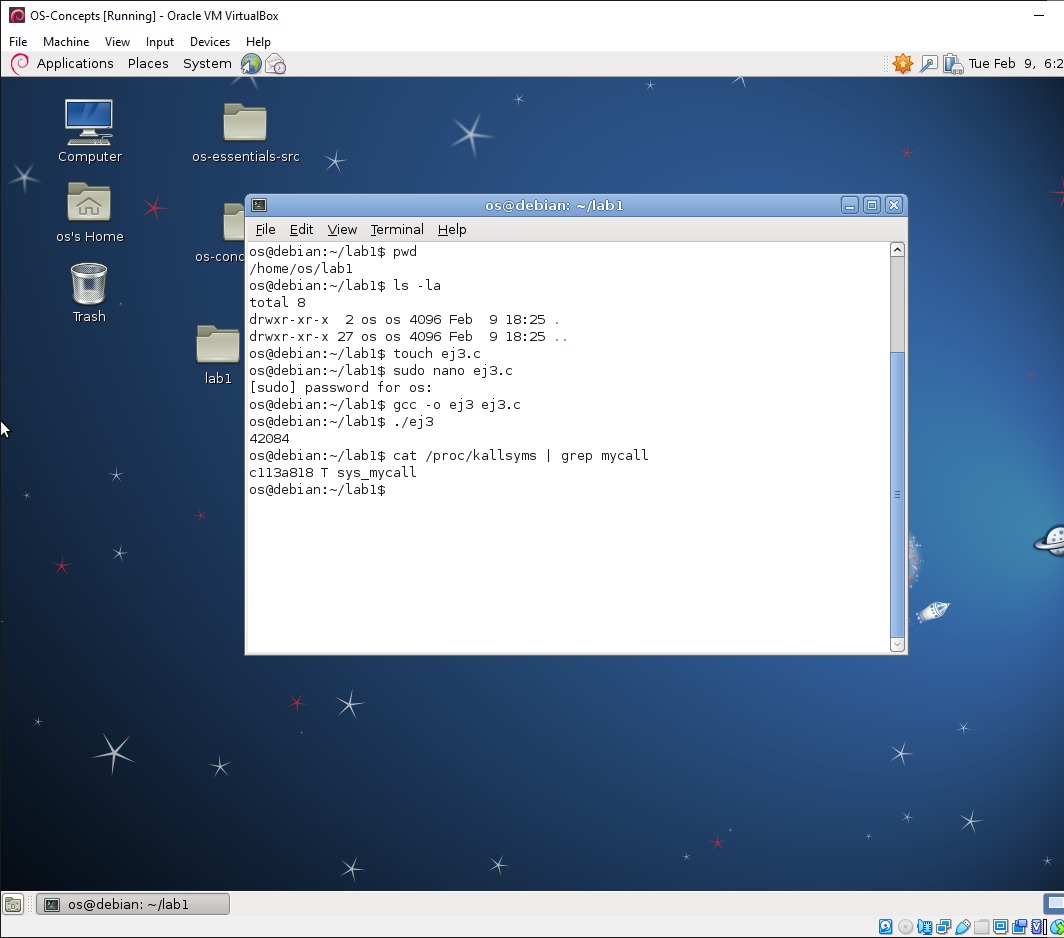 OS-Concepts [Running] - Oracle VM VirtualBox
File Machine View Input Devices Help
Applications Places System
Tue Feb 9, 6:2
Computer
os-essentials-src
os's Home
os-conc
Trash
lab1
os@debian: ~/lab1
File Edit View Terminal Help
os@debian:~/lab1$ pwd
/home/os/lab1
os@debian:~/lab1$ ls -la
total 8
drwxr-xr-x  2 os os 4096 Feb  9 18:25 .
drwxr-xr-x 27 os os 4096 Feb  9 18:25 ..
os@debian:~/lab1$ touch ej3.c
os@debian:~/lab1$ sudo nano ej3.c
[sudo] password for os:
os@debian:~/lab1$ gcc -o ej3 ej3.c
os@debian:~/lab1$ ./ej3
42084
os@debian:~/lab1$ cat /proc/kallsyms | grep mycall
c113a818 T sys_mycall
os@debian:~/lab1$
os@debian: ~/lab1